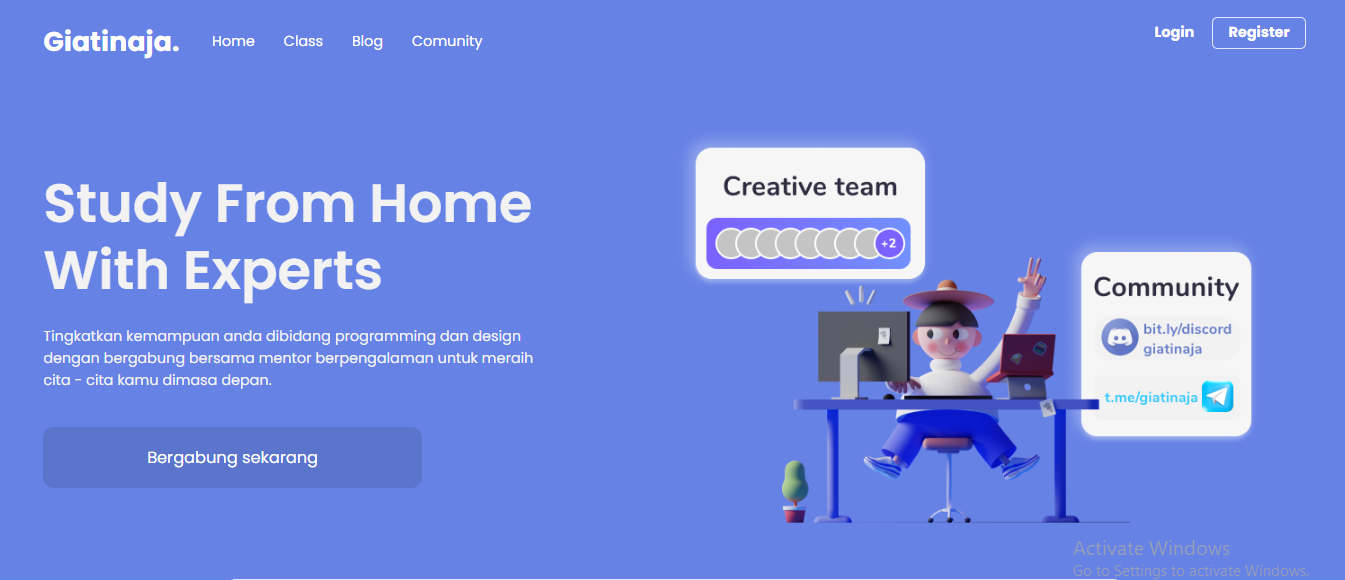 Giatinaja.
Home Class Blog Comunity
Login Register
Study From Home
With Experts
Tingkatkan kemampuan anda dibidang programming dan design
dengan bergabung bersama mentor berpengalaman untuk meraih
cita - cita kamu dimasa depan.
Bergabung sekarang
Creative team
+2
Community
bit.ly/discord
giatinaja
t.me/giatinaja
Activate Windows
Go to Settings to activate Windows.